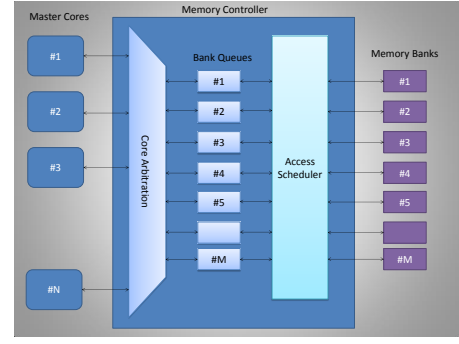 Memory Controller
Master Cores
Bank Queues
Memory Banks
#1
#2
#3
#N
Core Arbitration
#1
#2
#3
#4
#5
#M
Access
Scheduler
#1
#2
#3
#4
#5
#M